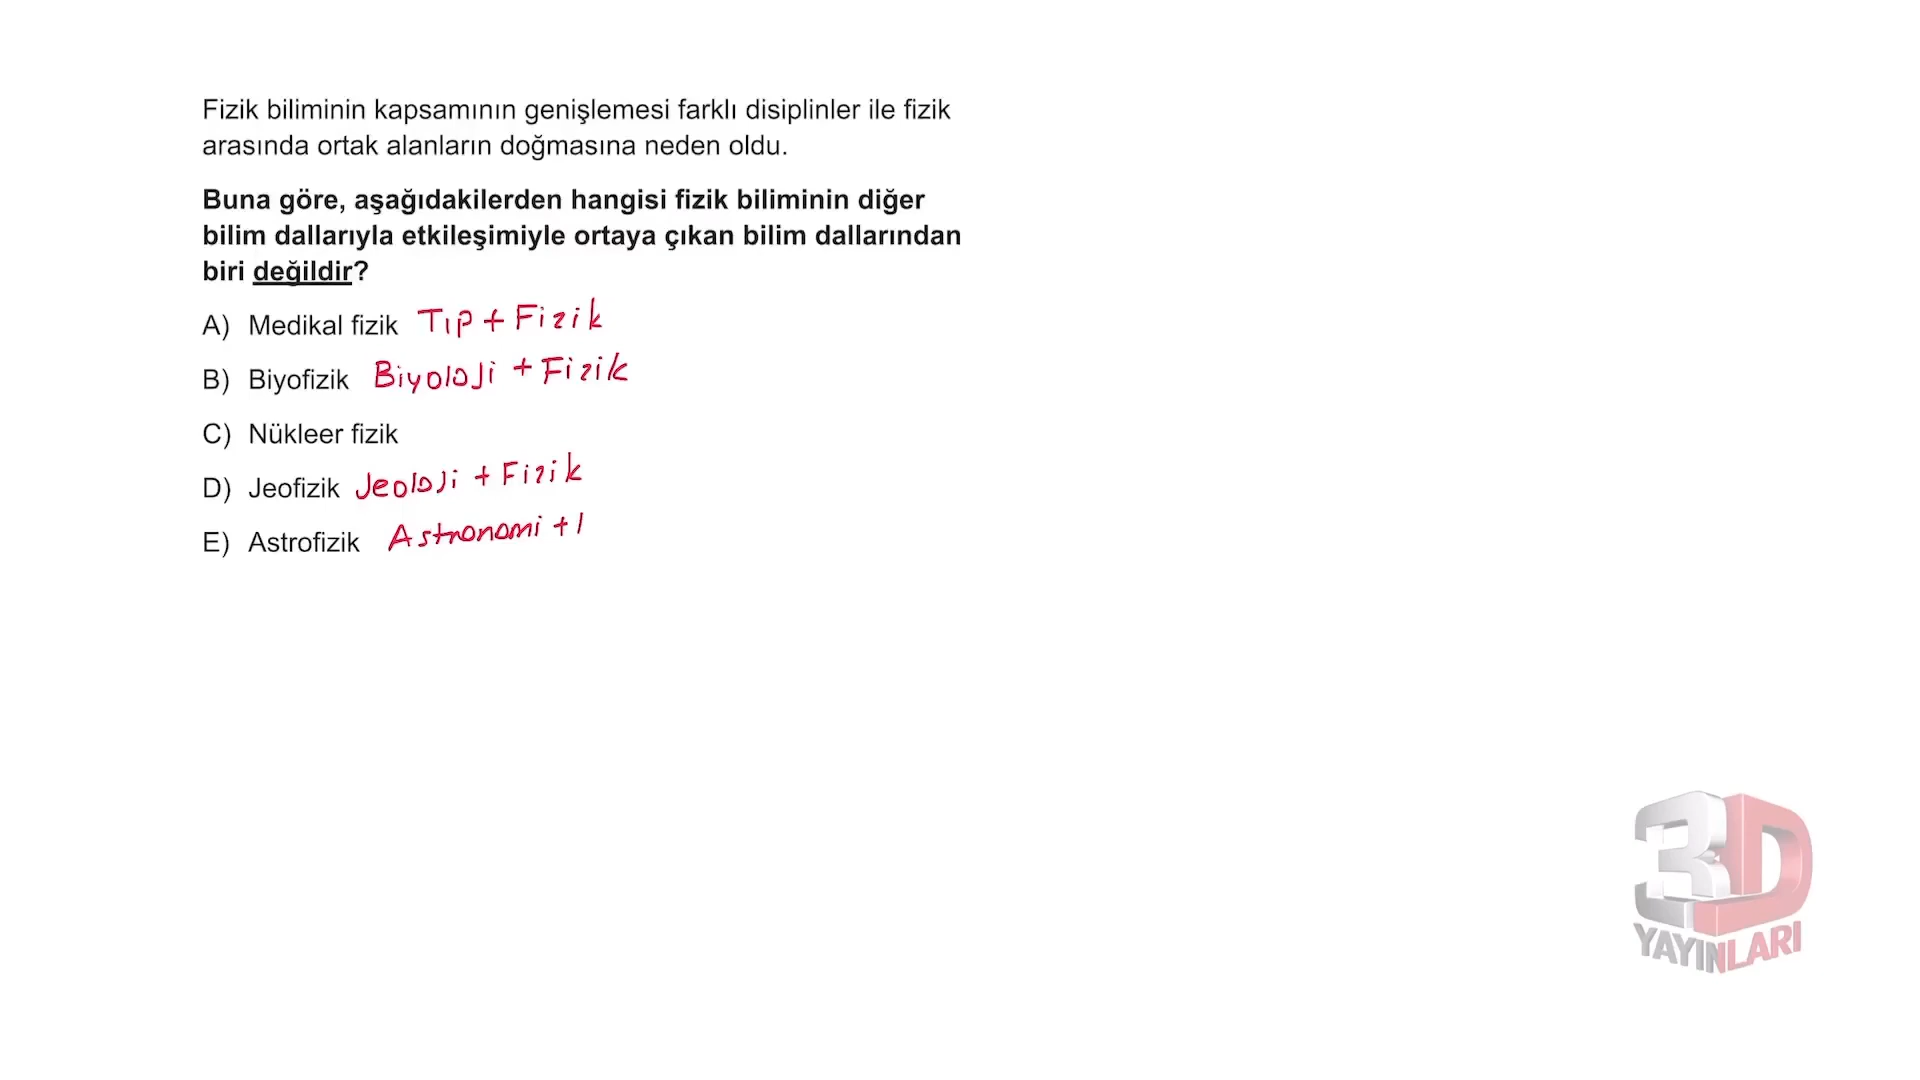 Fizik biliminin kapsamının genişlemesi farklı disiplinler ile fizik
arasında ortak alanların doğmasına neden oldu.
Buna göre, aşağıdakilerden hangisi fizik biliminin diğer
bilim dallarıyla etkileşimiyle ortaya çıkan bilim dallarından
biri değildir?
A) Medikal fizik Tıp + Fizik
B) Biyofizik Biyoloji + Fizik
C) Nükleer fizik
D) Jeofizik Jeoloji + Fizik
E) Astrofizik Astronomi +
3D
YAYINLARI